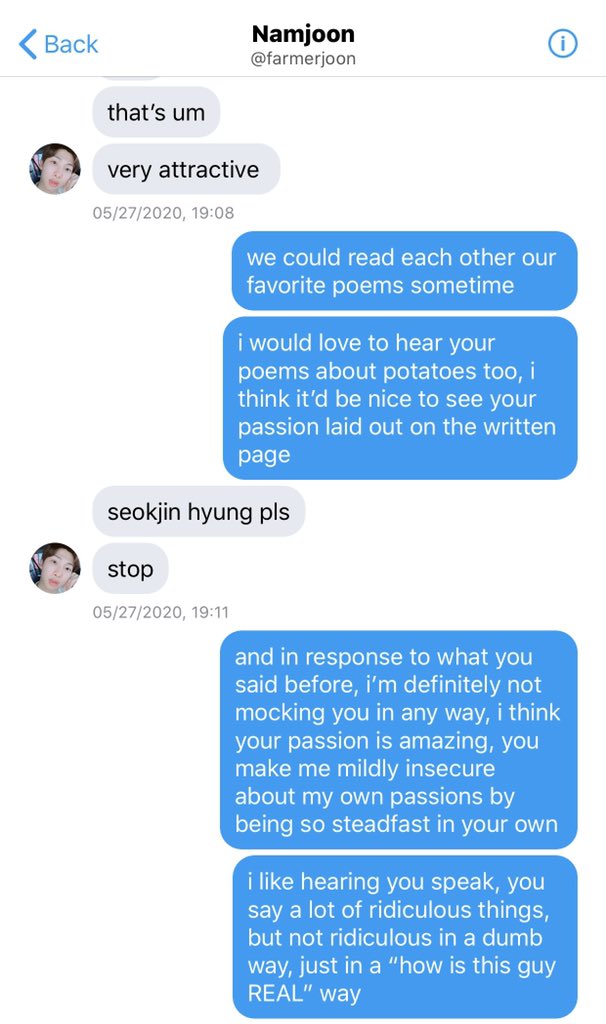 Back
Namjoon
@farmerjoon
that’s um
very attractive
05/27/2020, 19:08
we could read each other our
favorite poems sometime
i would love to hear your
poems about potatoes too, i
think it’d be nice to see your
passion laid out on the written
page
seokjin hyung pls
stop
05/27/2020, 19:11
and in response to what you
said before, i’m definitely not
mocking you in any way, i think
your passion is amazing, you
make me mildly insecure
about my own passions by
being so steadfast in your own
i like hearing you speak, you
say a lot of ridiculous things,
but not ridiculous in a dumb
way, just in a “how is this guy
REAL” way